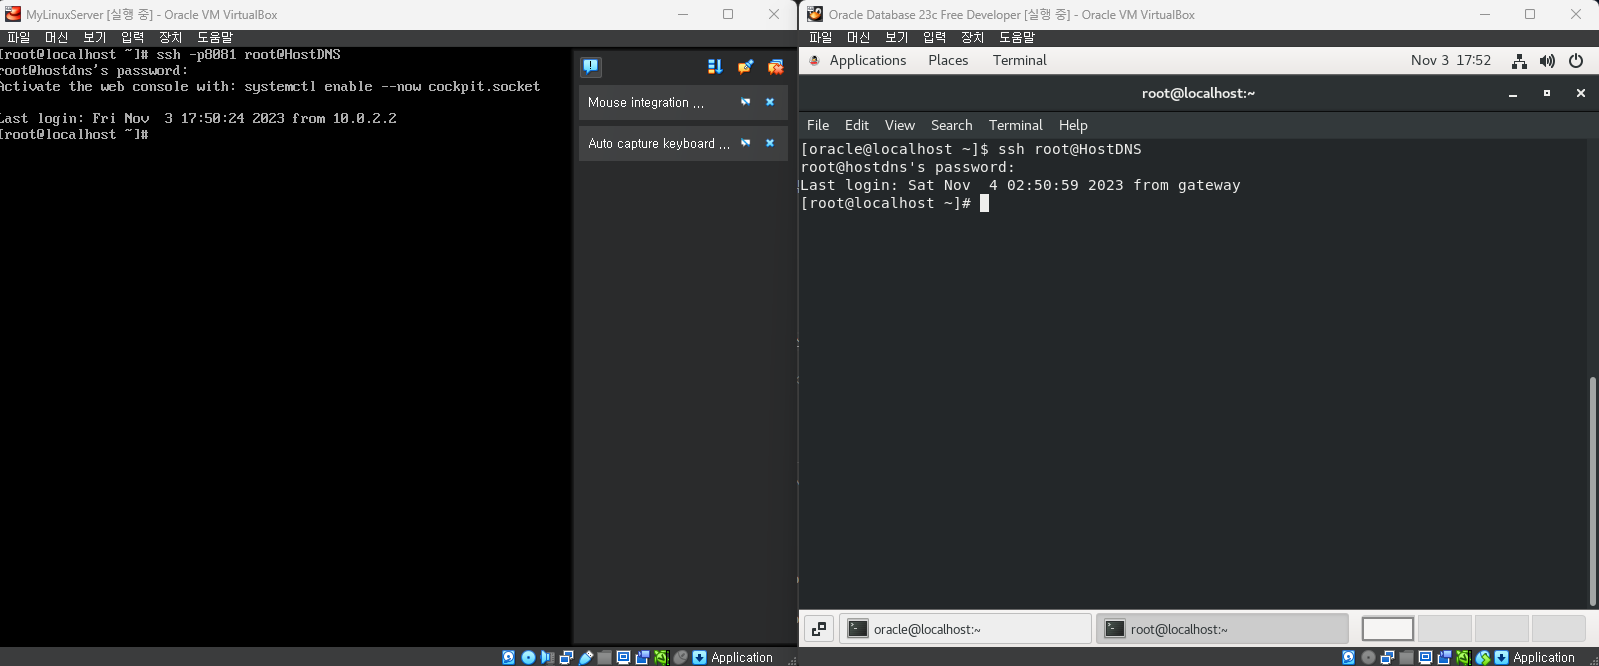 MyLinuxServer [실행 중] - Oracle VM VirtualBox
파일 머신 보기 입력 장치 도움말
[root@localhost ~]# ssh -p8081 root@HostDNS
root@hostdns's password:
Activate the web console with: systemctl enable --now cockpit.socket
Last login: Fri Nov  3 17:50:24 2023 from 10.0.2.2
[root@localhost ~]#
Mouse integration ...
Auto capture keyboard ...
Application
Oracle Database 23c Free Developer [실행 중] - Oracle VM VirtualBox
파일 머신 보기 입력 장치 도움말
Applications Places Terminal Nov 3 17:52
root@localhost:~
File Edit View Search Terminal Help
[oracle@localhost ~]$ ssh root@HostDNS
root@hostdns's password:
Last login: Sat Nov  4 02:50:59 2023 from gateway
[root@localhost ~]#
oracle@localhost:~ root@localhost:~
Application